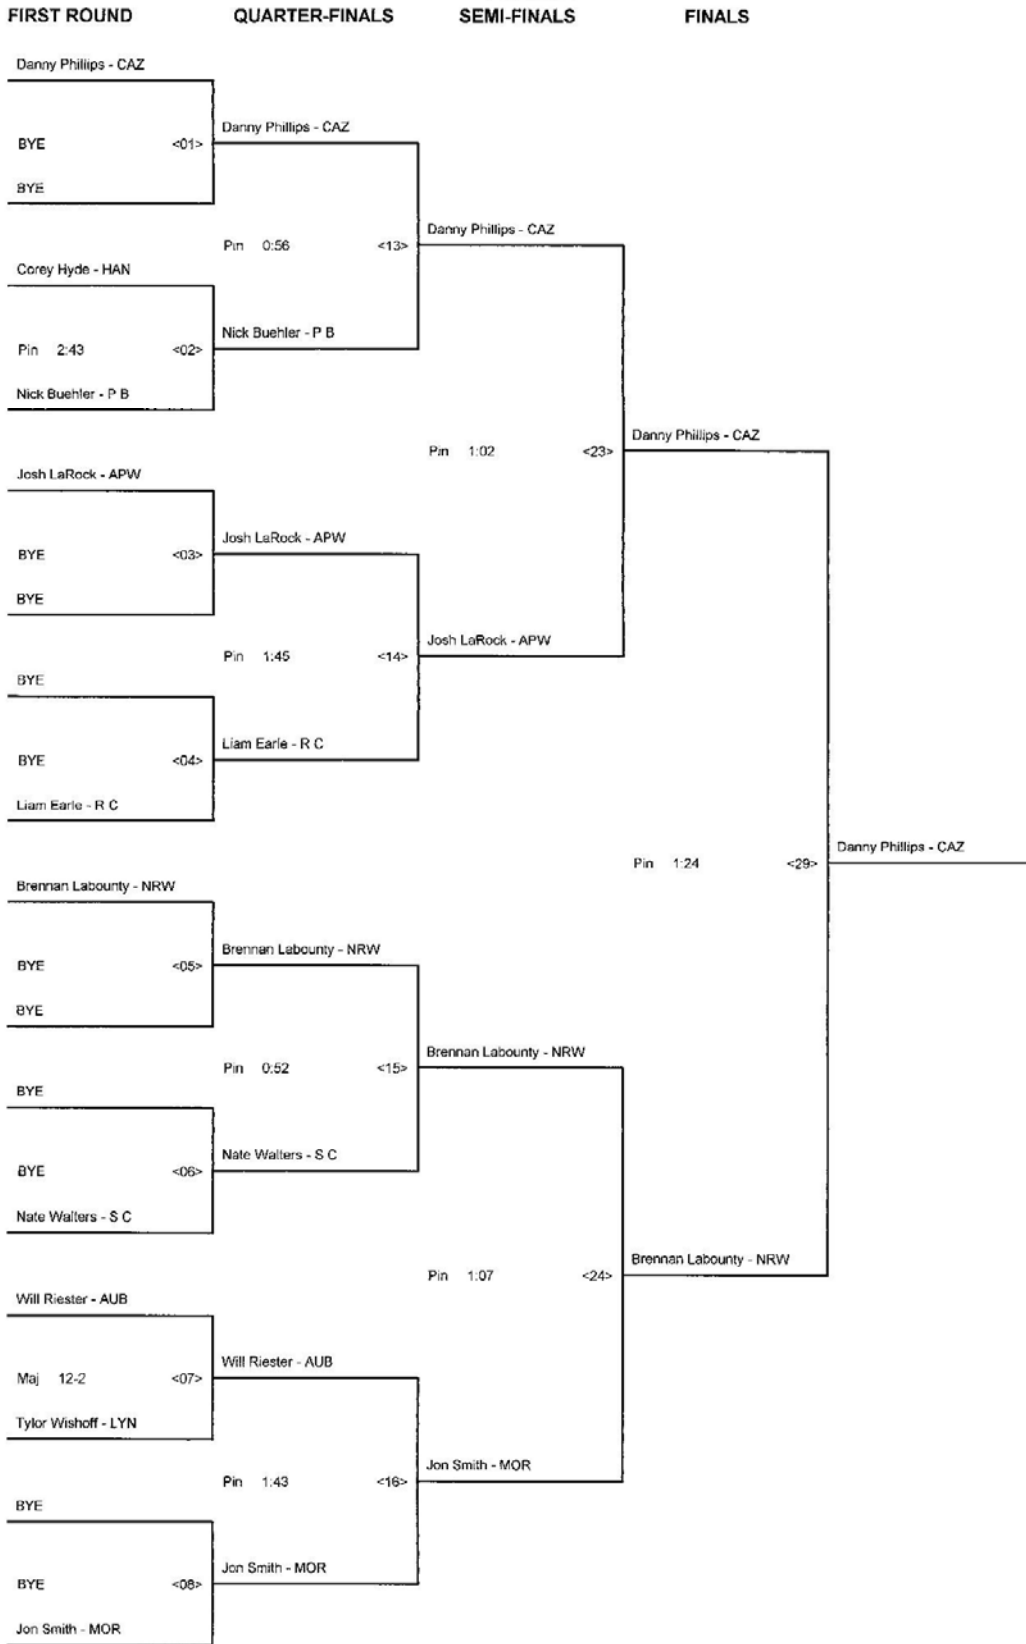 FIRST ROUND QUARTER-FINALS SEMI-FINALS FINALS
Danny Phillips - CAZ
BYE <01> Danny Phillips - CAZ
BYE
Pin 0:56 <13> Danny Phillips - CAZ
Corey Hyde - HAN
Pin 2:43 <02> Nick Buehler - P B
Nick Buehler - P B
Pin 1:02 <23> Danny Phillips - CAZ
Josh LaRock - APW
BYE <03> Josh LaRock - APW
BYE
Pin 1:45 <14> Josh LaRock - APW
BYE
BYE <04> Liam Earle - R C
Liam Earle - R C
Pin 1:24 <29> Danny Phillips - CAZ
Brennan Labounty - NRW
BYE <05> Brennan Labounty - NRW
BYE
Pin 0:52 <15> Brennan Labounty - NRW
BYE
BYE <06> Nate Walters - S C
Nate Walters - S C
Pin 1:07 <24> Brennan Labounty - NRW
Will Riester - AUB
Maj 12-2 <07> Will Riester - AUB
Tylor Wishoff - LYN
Pin 1:43 <16> Jon Smith - MOR
BYE
BYE <08> Jon Smith - MOR
Jon Smith - MOR